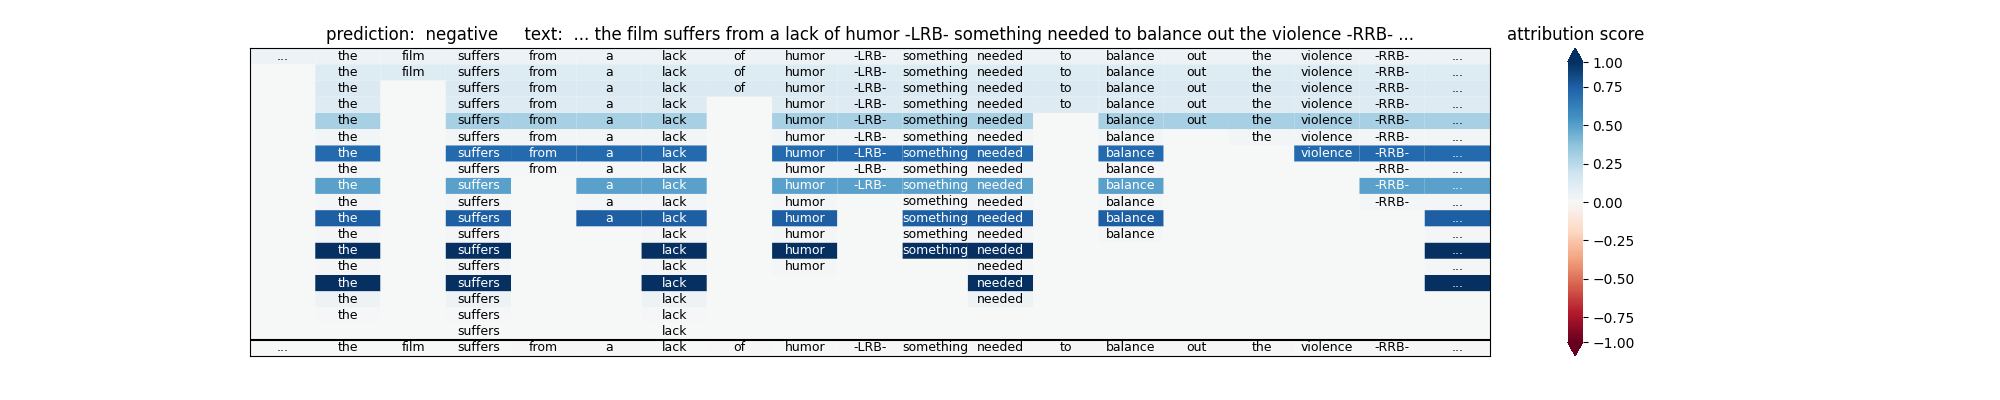 prediction: negative text: ... the film suffers from a lack of humor -LRB- something needed to balance out the violence -RRB- ... attribution score
... the film suffers from a lack of humor -LRB- something needed to balance out the violence -RRB- ...
the film suffers from a lack of humor -LRB- something needed to balance out the violence -RRB- ...
the suffers from a lack of humor -LRB- something needed to balance out the violence -RRB- ...
the suffers from a lack humor -LRB- something needed to balance out the violence -RRB- ...
the suffers from a lack humor -LRB- something needed balance out the violence -RRB- ...
the suffers from a lack humor -LRB- something needed balance the violence -RRB- ...
the suffers from a lack humor -LRB- something needed balance violence -RRB- ...
the suffers from a lack humor -LRB- something needed balance -RRB- ...
the suffers a lack humor -LRB- something needed balance -RRB- ...
the suffers a lack humor something needed balance -RRB- ...
the suffers a lack humor something needed balance ...
the suffers lack humor something needed balance ...
the suffers lack humor something needed ...
the suffers lack humor needed ...
the suffers lack needed ...
the suffers lack needed
the suffers lack
suffers lack
... the film suffers from a lack of humor -LRB- something needed to balance out the violence -RRB- ...
1.00
0.75
0.50
0.25
0.00
−0.25
−0.50
−0.75
−1.00